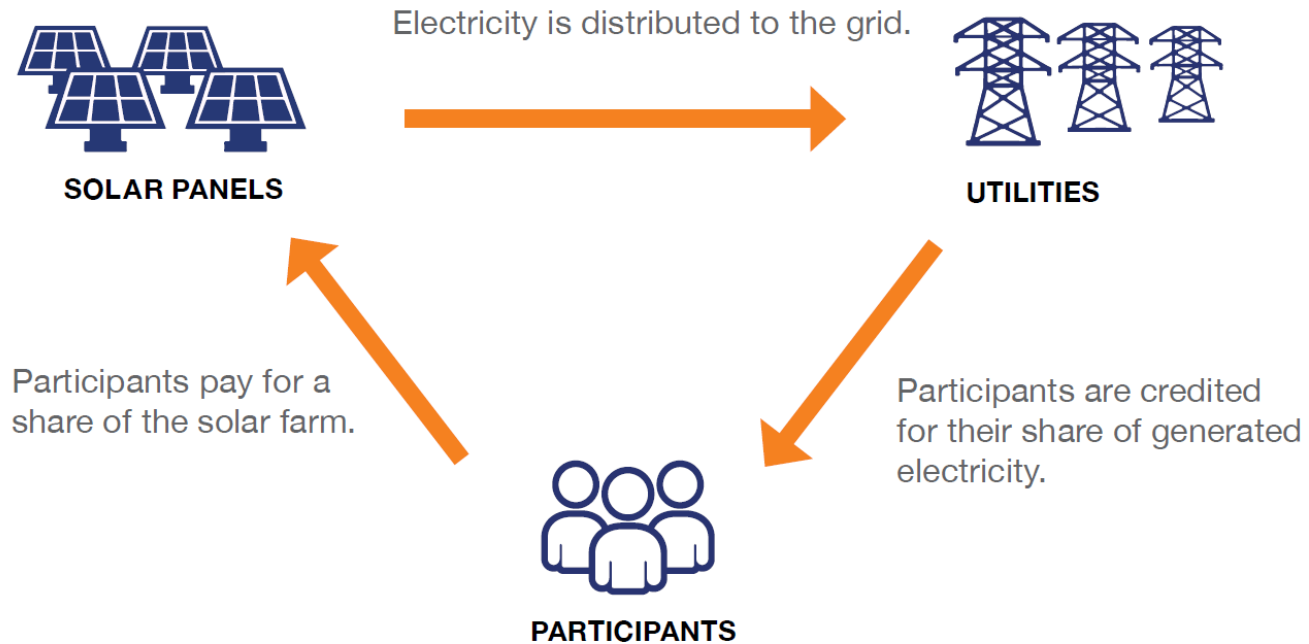 Electricity is distributed to the grid.
SOLAR PANELS
UTILITIES
Participants pay for a
share of the solar farm.
Participants are credited
for their share of generated
electricity.
PARTICIPANTS